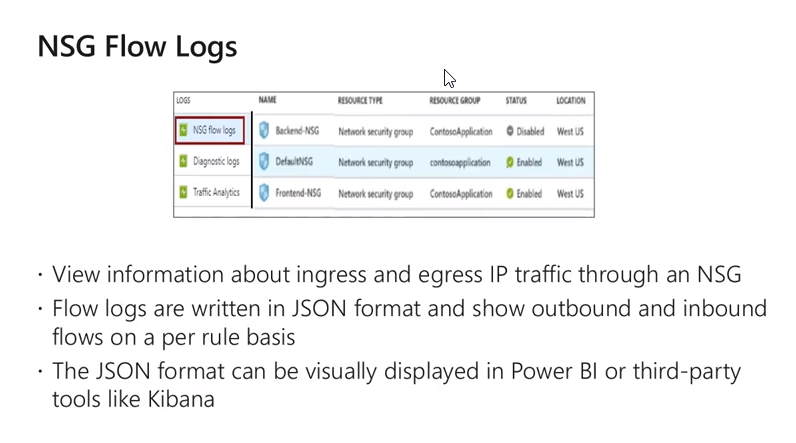 NSG Flow Logs
LOGS NAME RESOURCE TYPE RESOURCE GROUP STATUS LOCATION
NSG flow logs Backend-NSG Network security group ContosoApplication Disabled West US
Diagnostic logs DefaultNSG Network security group contosoapplication Enabled West US
Traffic Analytics Frontend-NSG Network security group ContosoApplication Enabled West US
· View information about ingress and egress IP traffic through an NSG
· Flow logs are written in JSON format and show outbound and inbound
flows on a per rule basis
· The JSON format can be visually displayed in Power BI or third-party
tools like Kibana